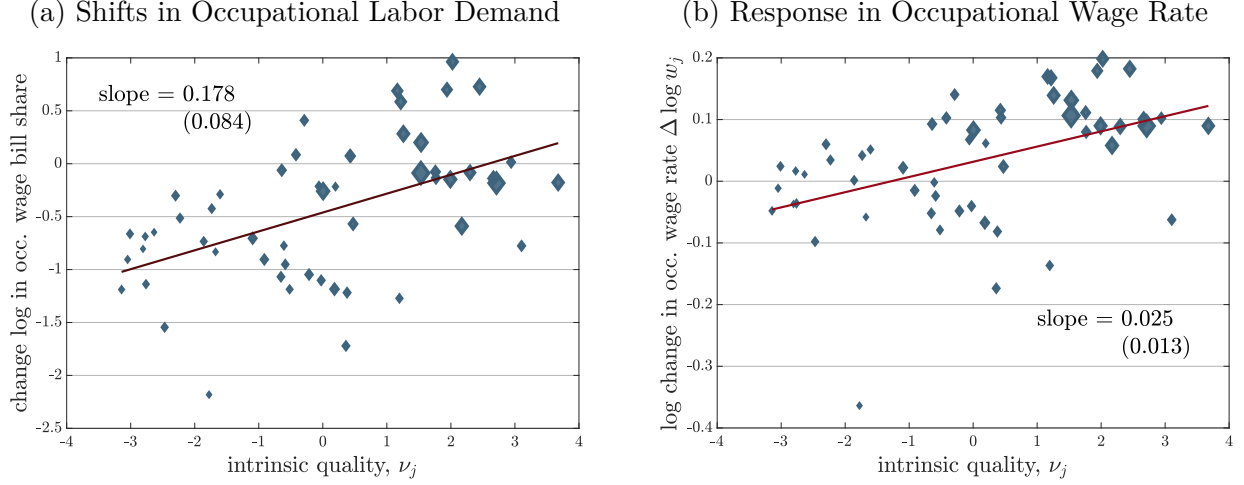 (a) Shifts in Occupational Labor Demand
change log in occ. wage bill share
1
0.5
0
-0.5
-1
-1.5
-2
-2.5
slope = 0.178
(0.084)
-4 -3 -2 -1 0 1 2 3 4
intrinsic quality, νj
(b) Response in Occupational Wage Rate
log change in occ. wage rate Δ log wj
0.2
0.1
0
-0.1
-0.2
-0.3
-0.4
slope = 0.025
(0.013)
-4 -3 -2 -1 0 1 2 3 4
intrinsic quality, νj